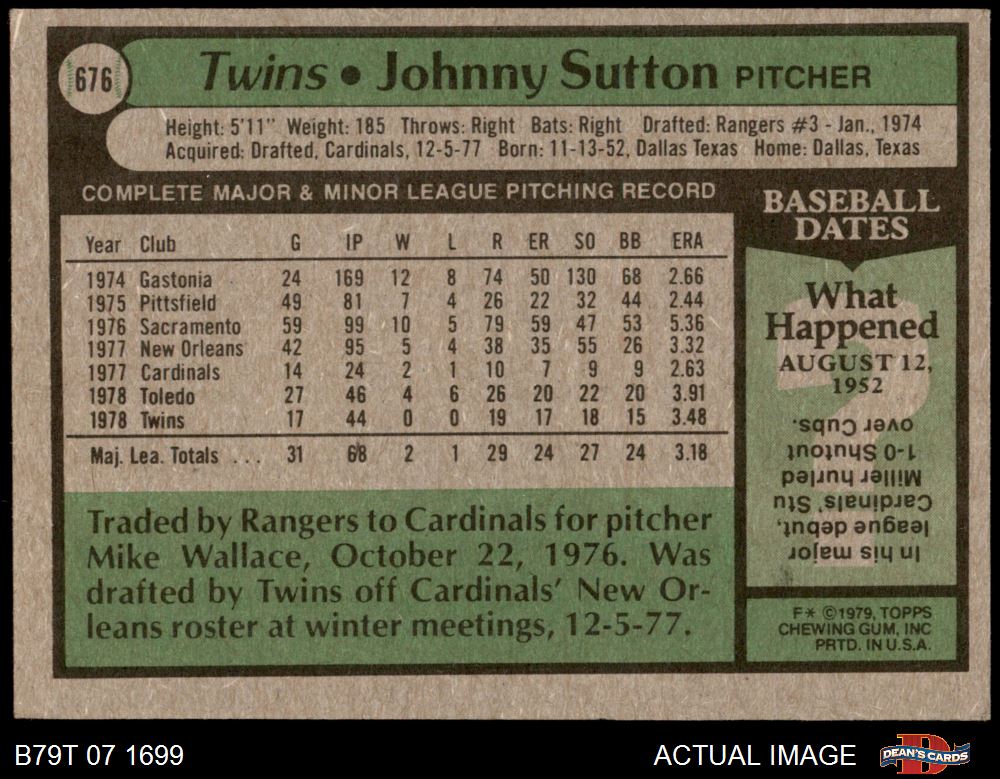 676
Twins • Johnny Sutton PITCHER
Height: 5'11" Weight: 185 Throws: Right Bats: Right Drafted: Rangers #3 - Jan., 1974
Acquired: Drafted, Cardinals, 12-5-77 Born: 11-13-52, Dallas Texas Home: Dallas, Texas
COMPLETE MAJOR & MINOR LEAGUE PITCHING RECORD
Year Club G IP W L R ER SO BB ERA
1974 Gastonia 24 169 12 8 74 50 130 68 2.66
1975 Pittsfield 49 81 7 4 26 22 32 44 2.44
1976 Sacramento 59 99 10 5 79 59 47 53 5.36
1977 New Orleans 42 95 5 4 38 35 55 26 3.32
1977 Cardinals 14 24 2 1 10 7 9 9 2.63
1978 Toledo 27 46 4 6 26 20 22 20 3.91
1978 Twins 17 44 0 0 19 17 18 15 3.48
Maj. Lea. Totals . . . 31 68 2 1 29 24 27 24 3.18
Traded by Rangers to Cardinals for pitcher
Mike Wallace, October 22, 1976. Was
drafted by Twins off Cardinals' New Or-
leans roster at winter meetings, 12-5-77.
BASEBALL
DATES
What
Happened
AUGUST 12,
1952
In his major
league debut,
Cardinals' Stu
Miller hurled
1-0 Shutout
over Cubs.
F* ©1979, TOPPS
CHEWING GUM, INC
PRTD. IN U.S.A.
B79T 07 1699
ACTUAL IMAGE
DEAN'S CARDS